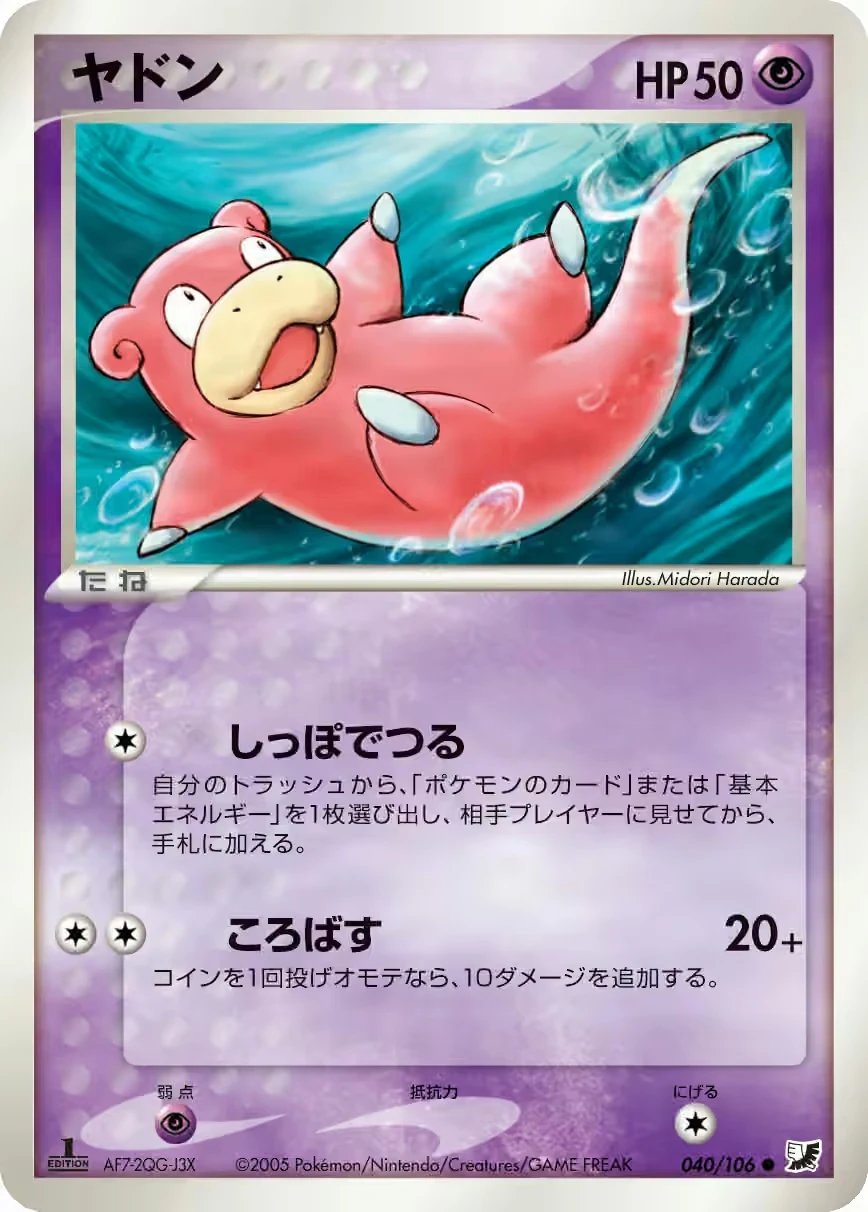 ヤドン HP50
たね Illus.Midori Harada
しっぽでつる
自分のトラッシュから、「ポケモンのカード」または「基本
エネルギー」を1枚選び出し、相手プレイヤーに見せてから、
手札に加える。
ころばす 20+
コインを1回投げオモテなら、10ダメージを追加する。
弱点 抵抗力 にげる
1 EDITION AF7-2QG-J3X ©2005 Pokémon/Nintendo/Creatures/GAME FREAK 040/106